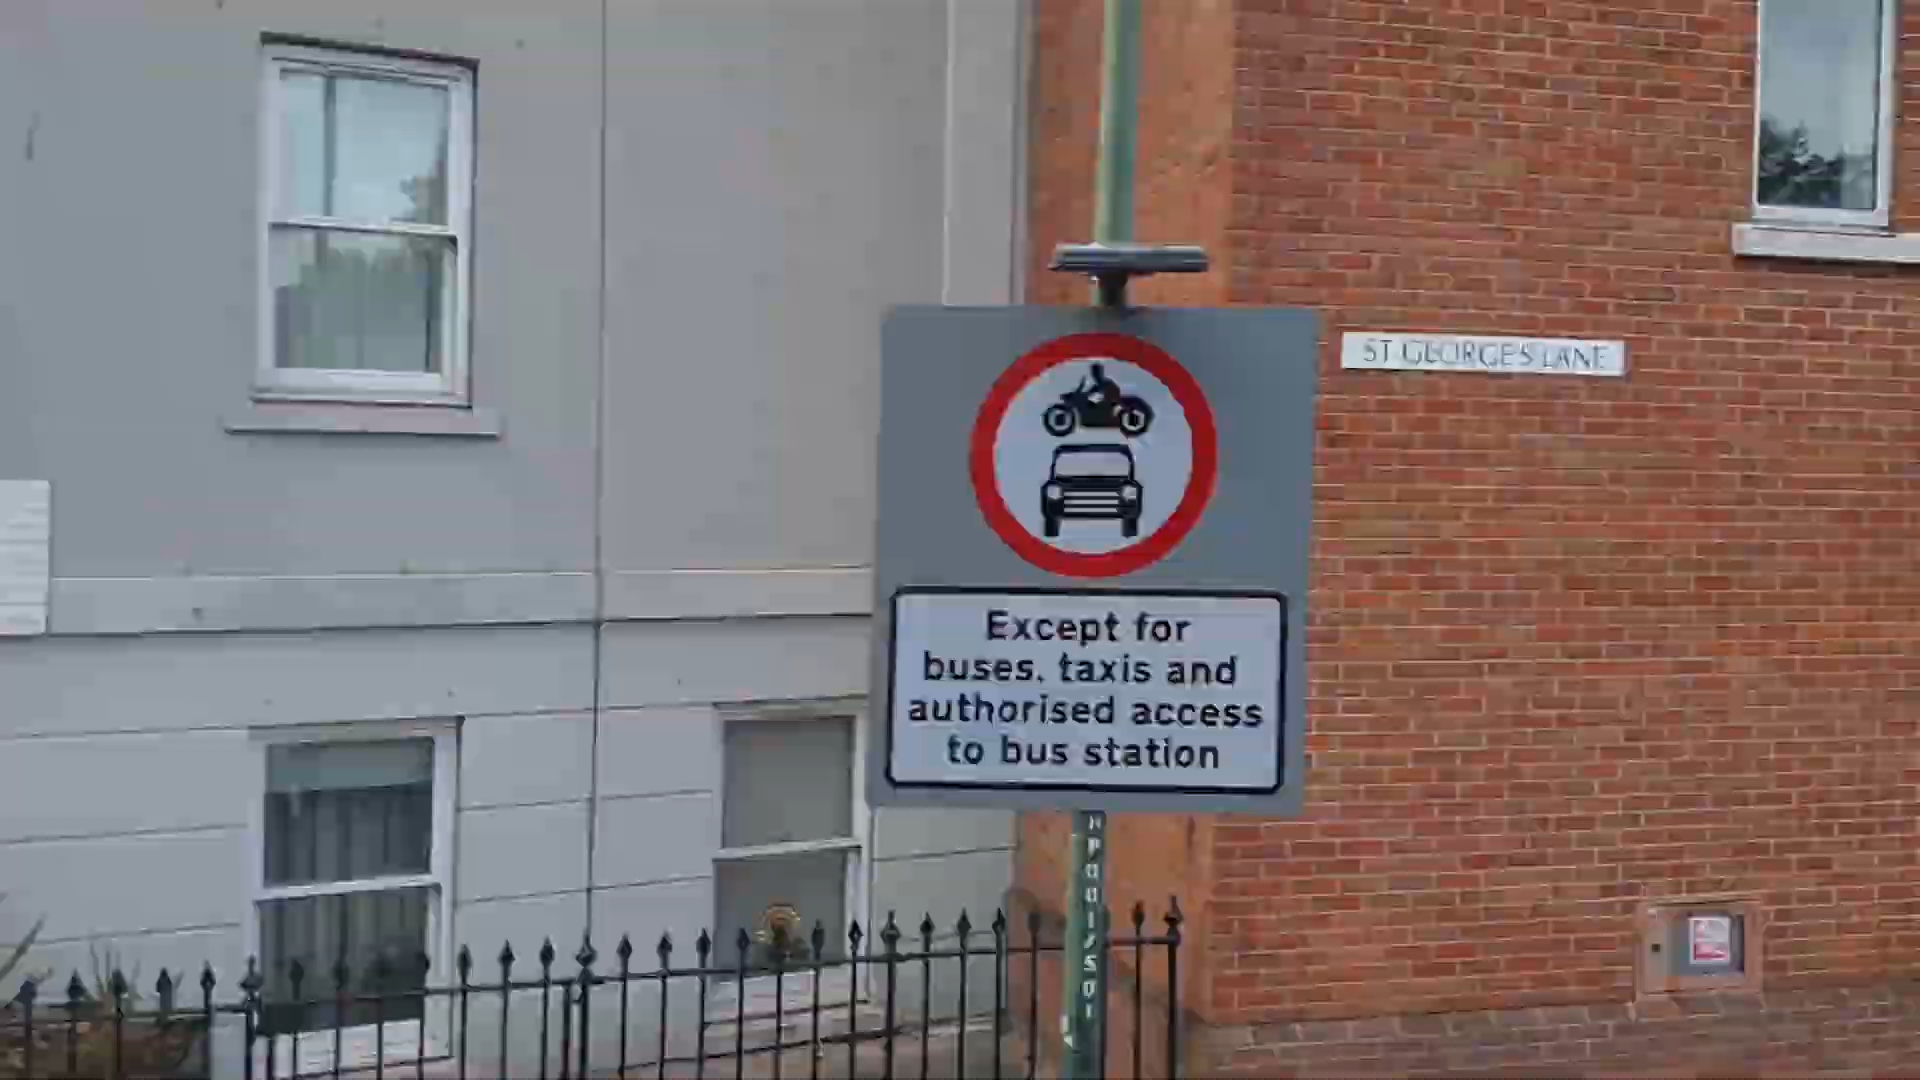 ST GEORGE'S LANE
Except for
buses, taxis and
authorised access
to bus station